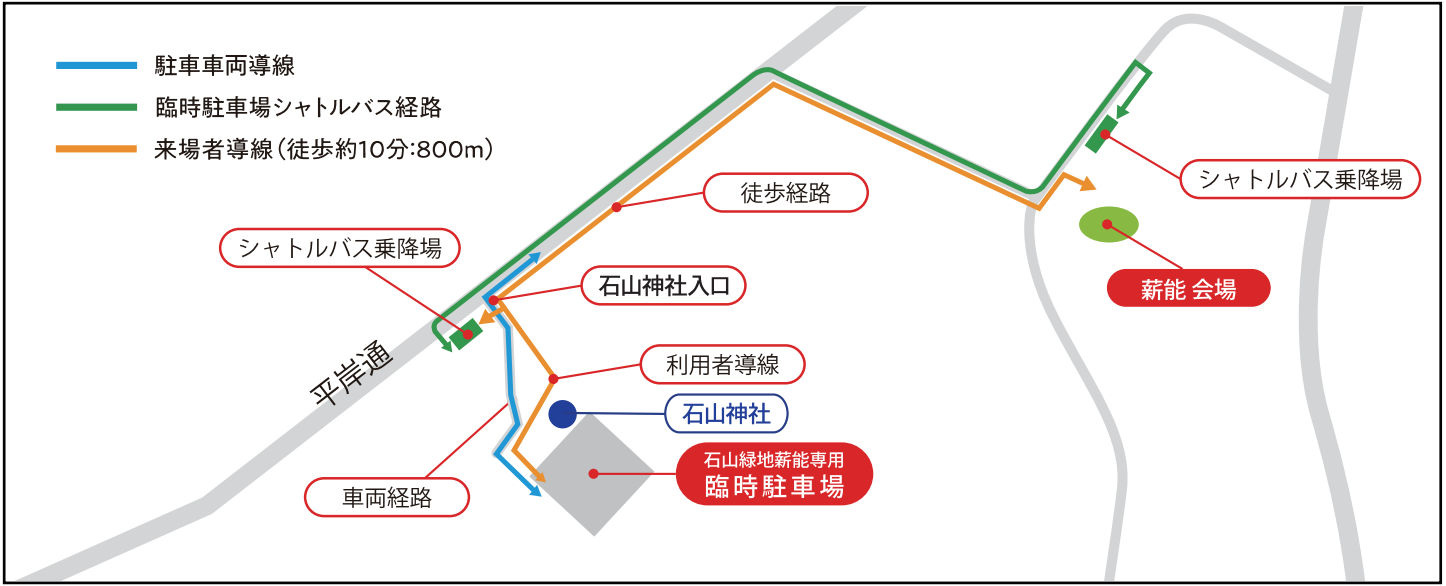 駐車車両導線
臨時駐車場シャトルバス経路
来場者導線（徒歩約10分：800m）
徒歩経路
シャトルバス乗降場
シャトルバス乗降場
石山神社入口
薪能 会場
平岸通
利用者導線
石山神社
石山緑地薪能専用
臨時駐車場
車両経路